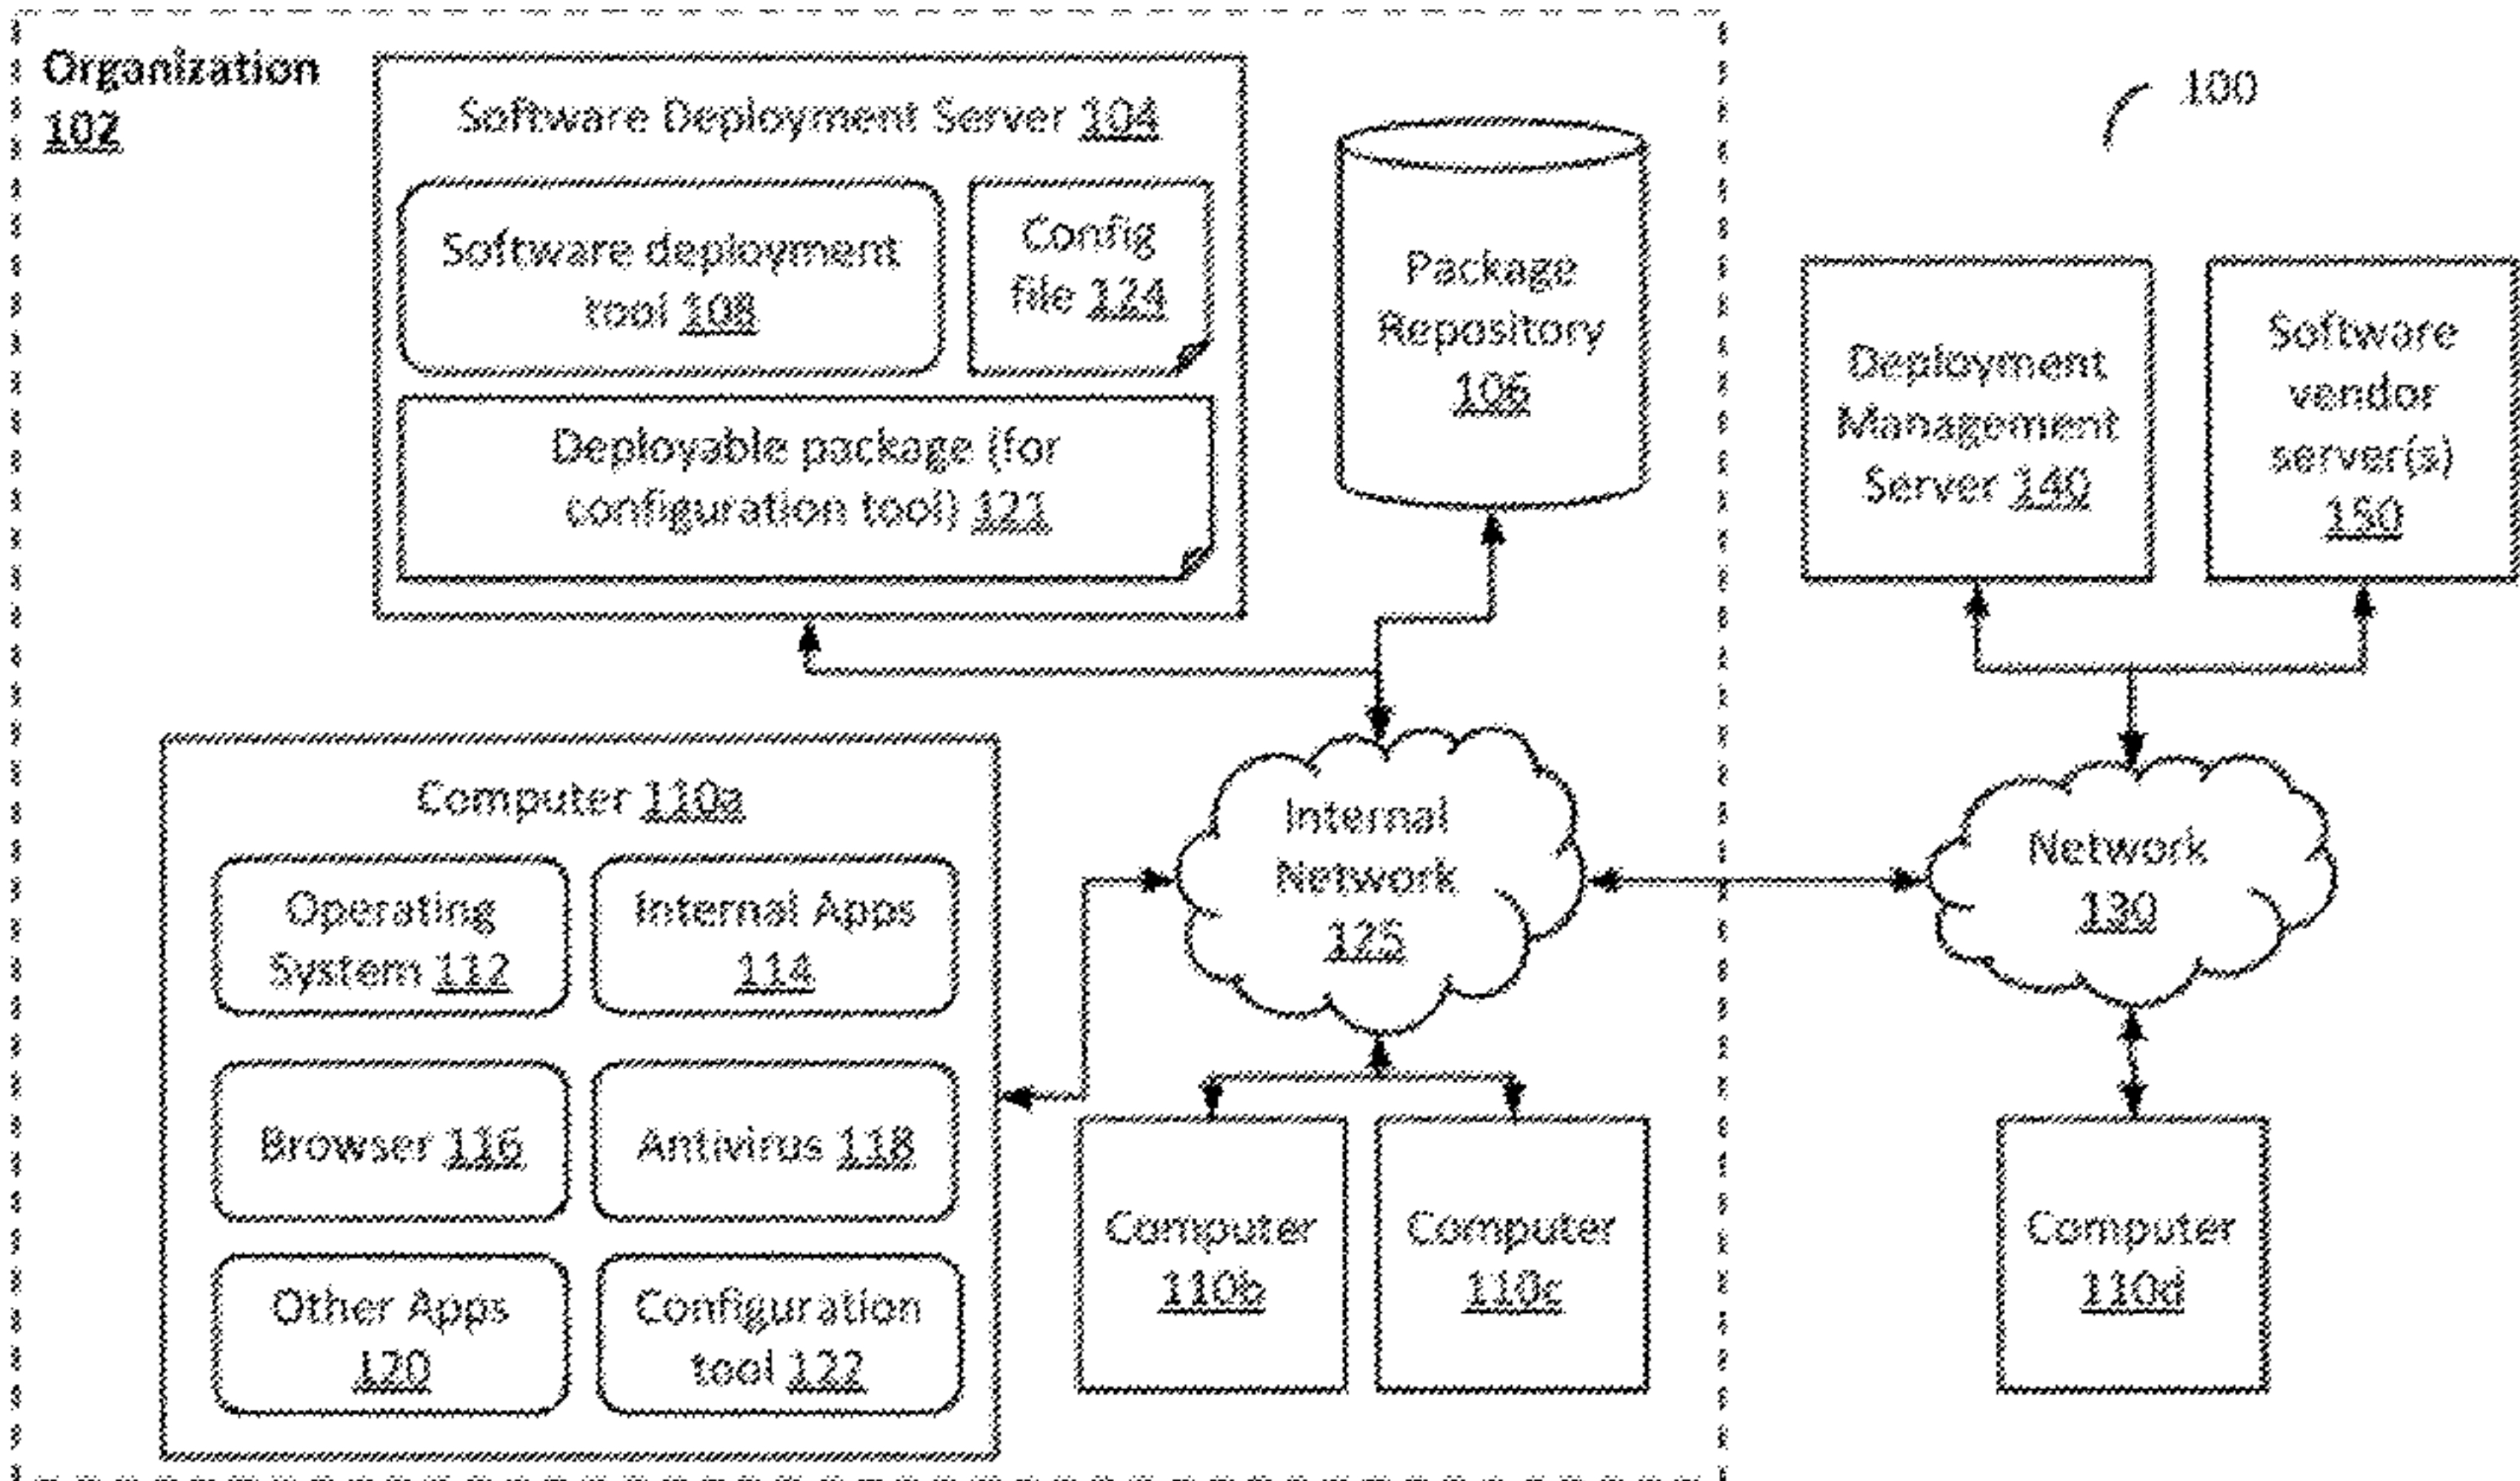 Organization
102
Software Deployment Server 104
Software deployment
tool 108
Config
file 124
Deployable package (for
configuration tool) 121
Package
Repository
106
100
Deployment
Management
Server 140
Software
vendor
server(s)
150
Computer 110a
Operating
System 112
Internal Apps
114
Browser 116
Antivirus 118
Other Apps
120
Configuration
tool 122
Internal
Network
125
Network
130
Computer
110b
Computer
110c
Computer
110d